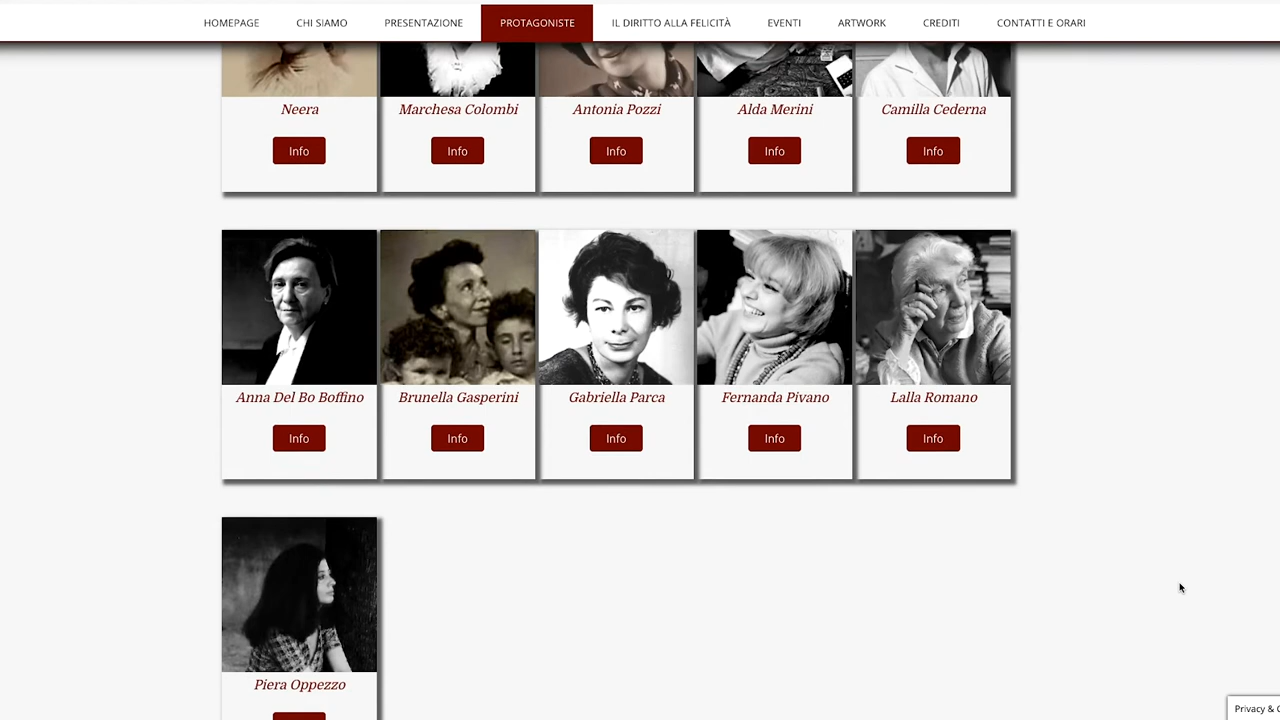 HOMEPAGE CHI SIAMO PRESENTAZIONE PROTAGONISTE IL DIRITTO ALLA FELICITÀ EVENTI ARTWORK CREDITI CONTATTI E ORARI
Neera Marchesa Colombi Antonia Pozzi Alda Merini Camilla Cederna
Info Info Info Info Info
Anna Del Bo Boffino Brunella Gasperini Gabriella Parca Fernanda Pivano Lalla Romano
Info Info Info Info Info
Piera Oppezzo
Privacy &